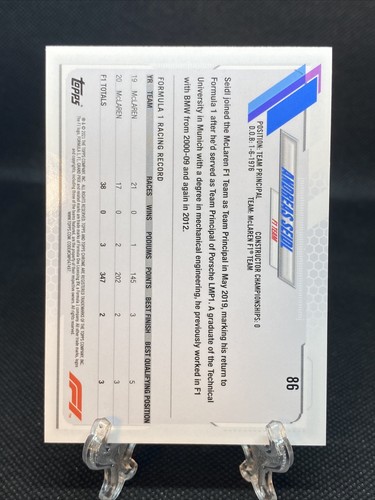 86
ANDREAS SEIDL
F1 TEAM
POSITION: TEAM PRINCIPAL CONSTRUCTOR CHAMPIONSHIPS: 0
D.O.B: 1-6-1976 TEAM: McLAREN F1® TEAM
Seidl joined the McLaren F1 Team as Team Principal in May 2019, marking his return to
Formula 1 after he'd served as Team Principal of Porsche LMP1. A graduate of the Technical
University in Munich with a degree in mechanical engineering, he previously worked in F1
with BMW from 2000-09 and again in 2012.
FORMULA 1 RACING RECORD
YR TEAM RACES WINS PODIUMS POINTS BEST FINISH BEST QUALIFYING POSITION
19 McLAREN 21 0 1 145 3 5
20 McLAREN 17 0 2 202 2 3
F1 TOTALS 38 0 3 347 2 3
Topps
F1